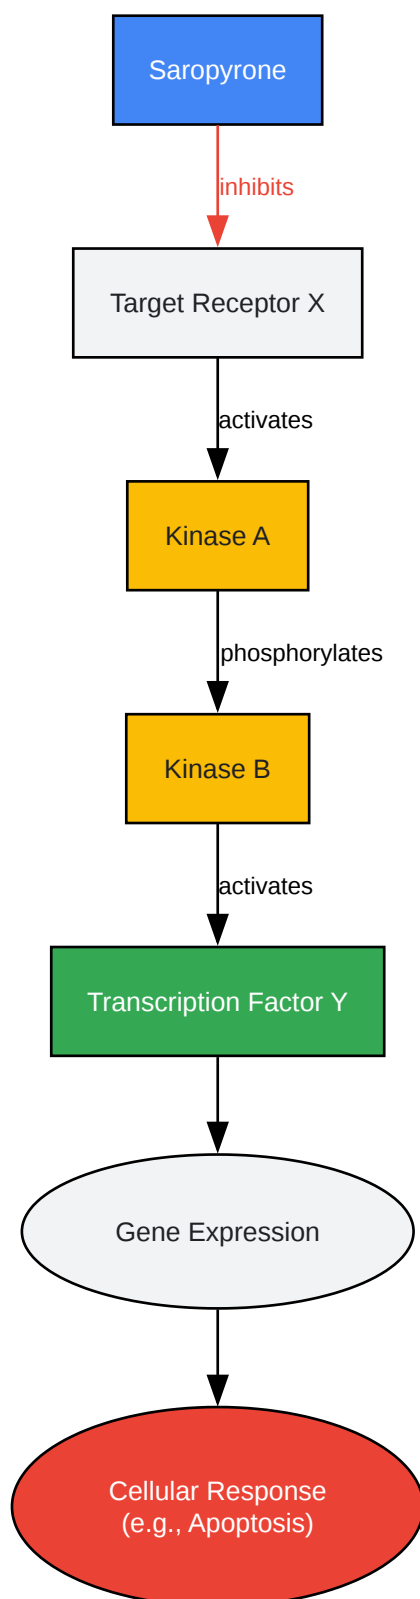 Saropyrone
inhibits
Target Receptor X
activates
Kinase A
phosphorylates
Kinase B
activates
Transcription Factor Y
Gene Expression
Cellular Response
(e.g., Apoptosis)